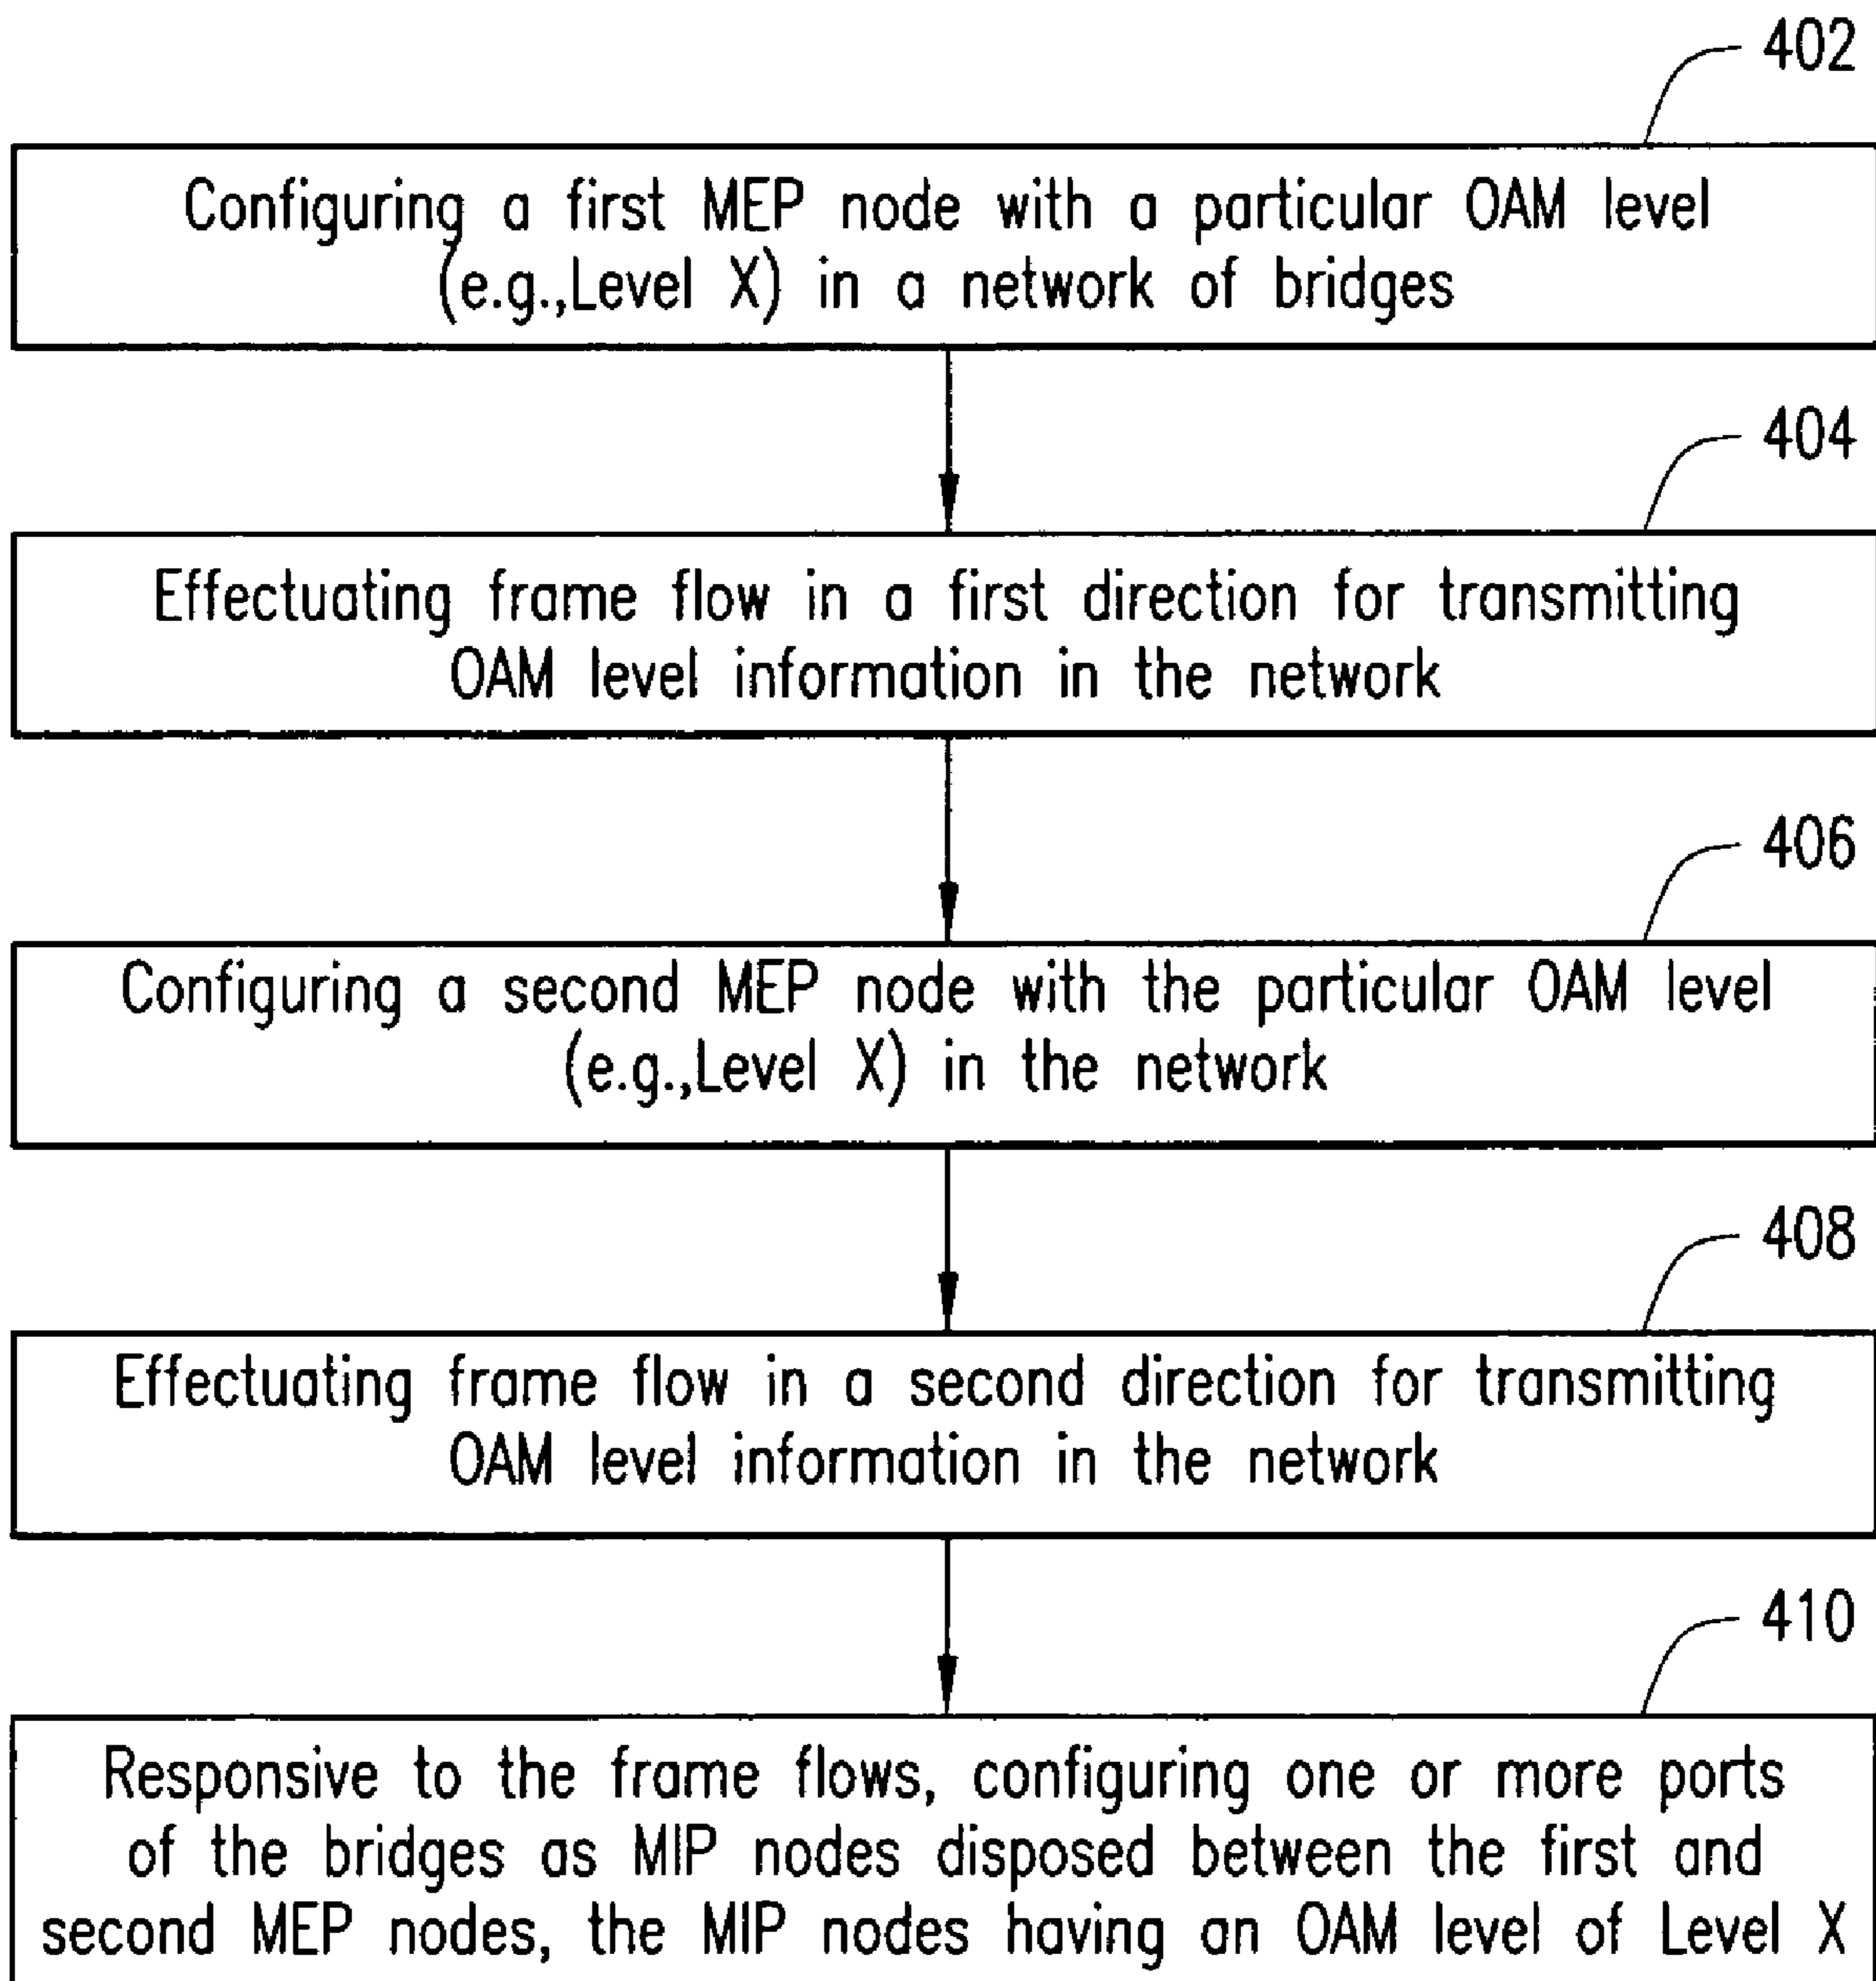 402
Configuring a first MEP node with a particular OAM level
(e.g.,Level X) in a network of bridges
404
Effectuating frame flow in a first direction for transmitting
OAM level information in the network
406
Configuring a second MEP node with the particular OAM level
(e.g.,Level X) in the network
408
Effectuating frame flow in a second direction for transmitting
OAM level information in the network
410
Responsive to the frame flows, configuring one or more ports
of the bridges as MIP nodes disposed between the first and
second MEP nodes, the MIP nodes having an OAM level of Level X